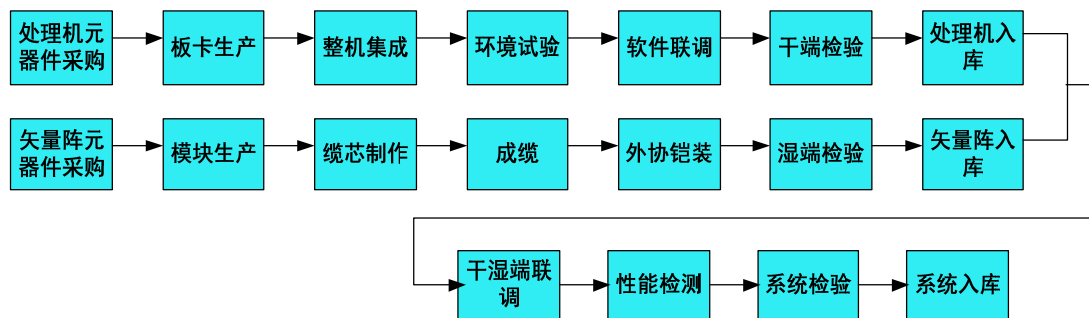 处理机元
器件采购
板卡生产
整机集成
环境试验
软件联调
干端检验
处理机入
库
矢量阵元
器件采购
模块生产
缆芯制作
成缆
外协铠装
湿端检验
矢量阵入
库
干湿端联
调
性能检测
系统检验
系统入库